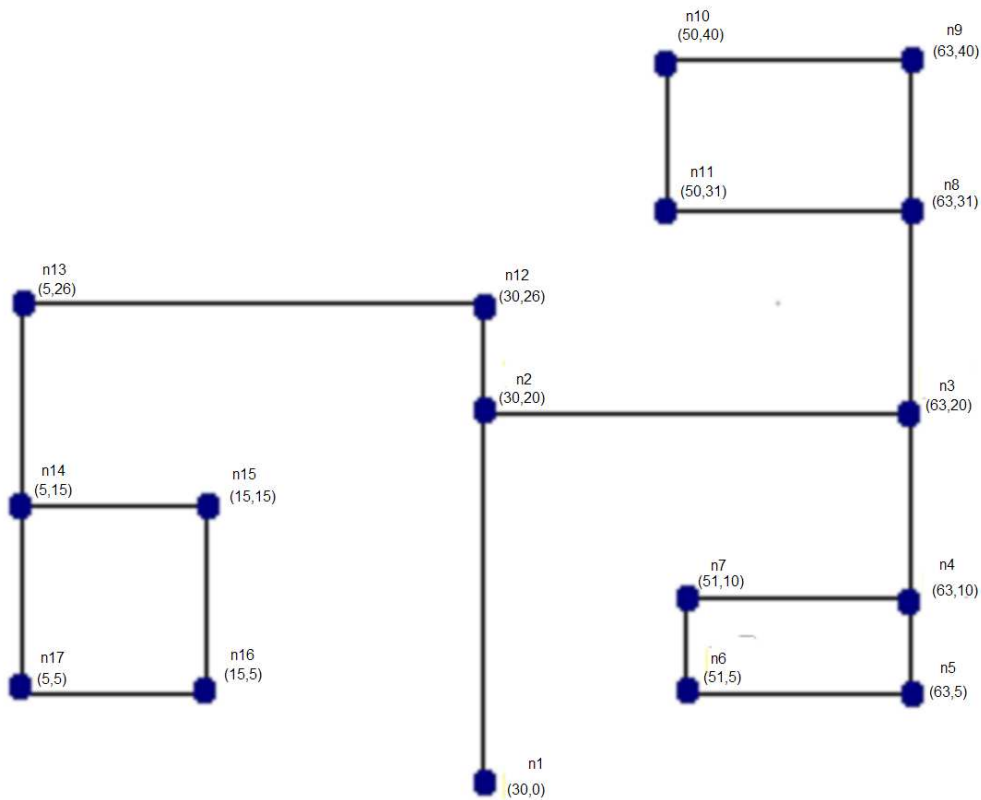 n10
(50,40)
n9
(63,40)
n11
(50,31)
n8
(63,31)
n13
(5,26)
n12
(30,26)
n2
(30,20)
n3
(63,20)
n14
(5,15)
n15
(15,15)
n7
(51,10)
n4
(63,10)
n17
(5,5)
n16
(15,5)
n6
(51,5)
n5
(63,5)
n1
(30,0)